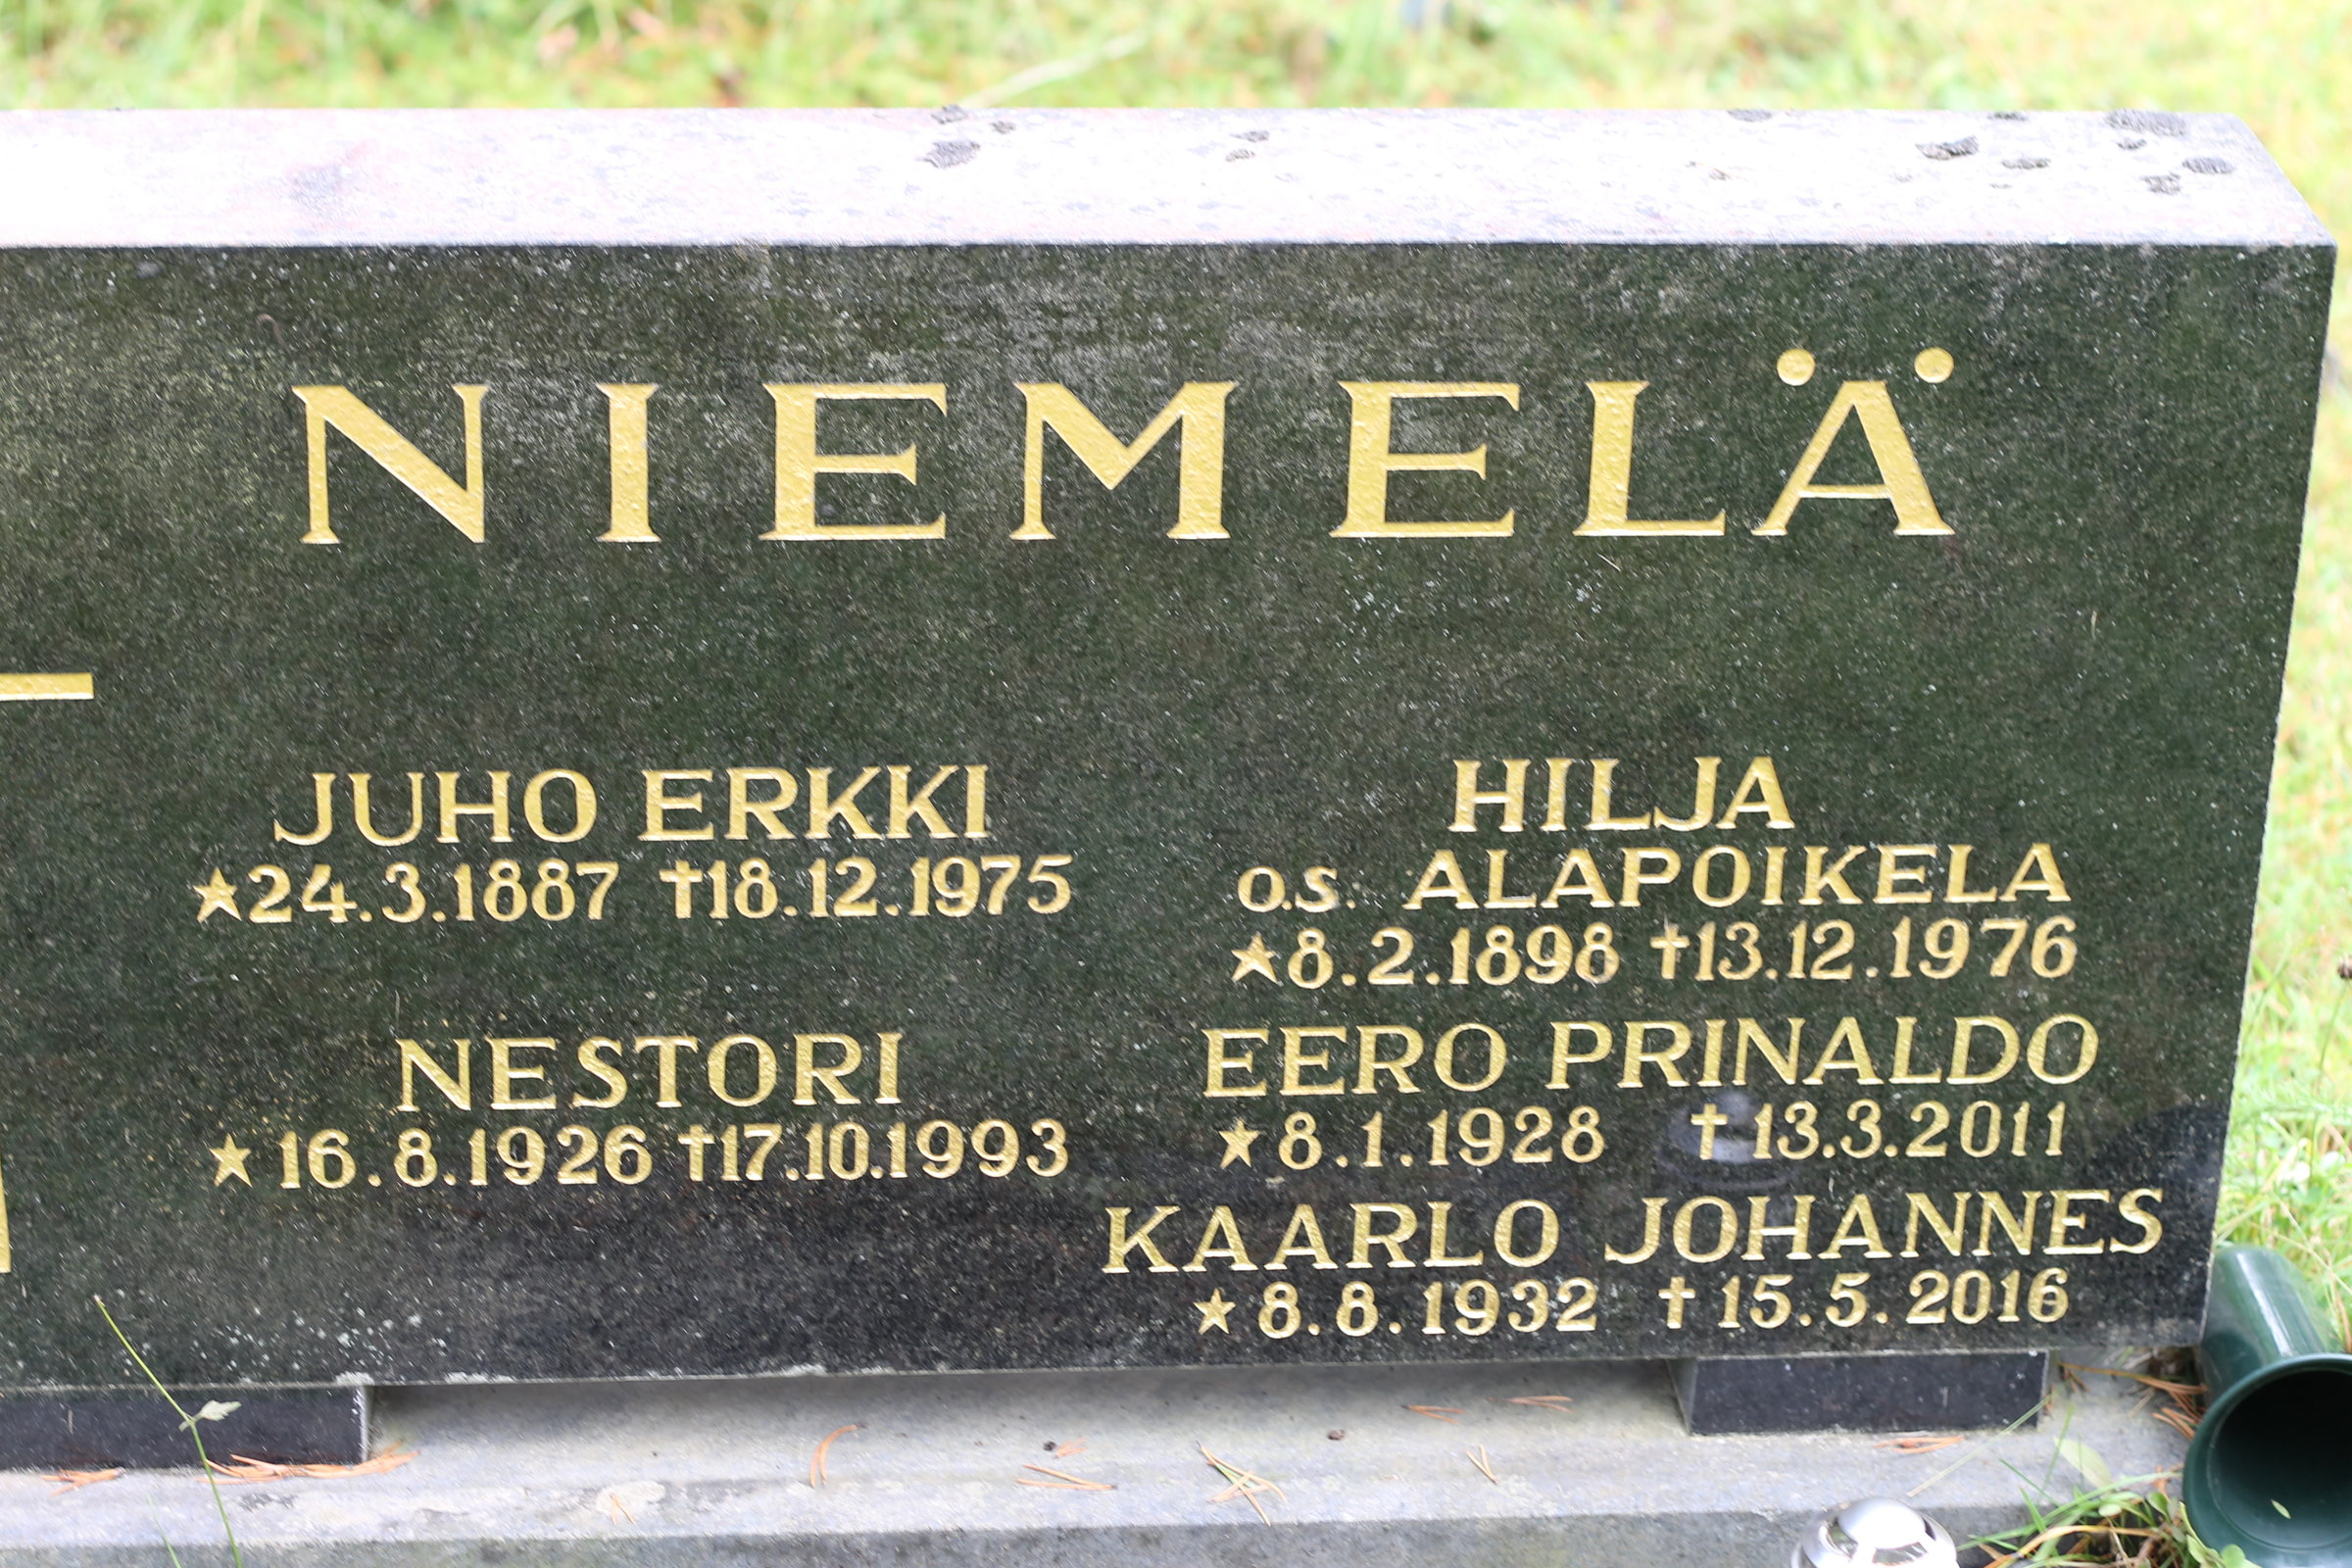 NIEMELÄ
JUHO ERKKI
★24.3.1887 †18.12.1975
HILJA
O.S. ALAPOIKELA
★8.2.1898 †13.12.1976
NESTORI
★16.8.1926 †17.10.1993
EERO PRINALDO
★8.1.1928 †13.3.2011
KAARLO JOHANNES
★8.8.1932 †15.5.2016